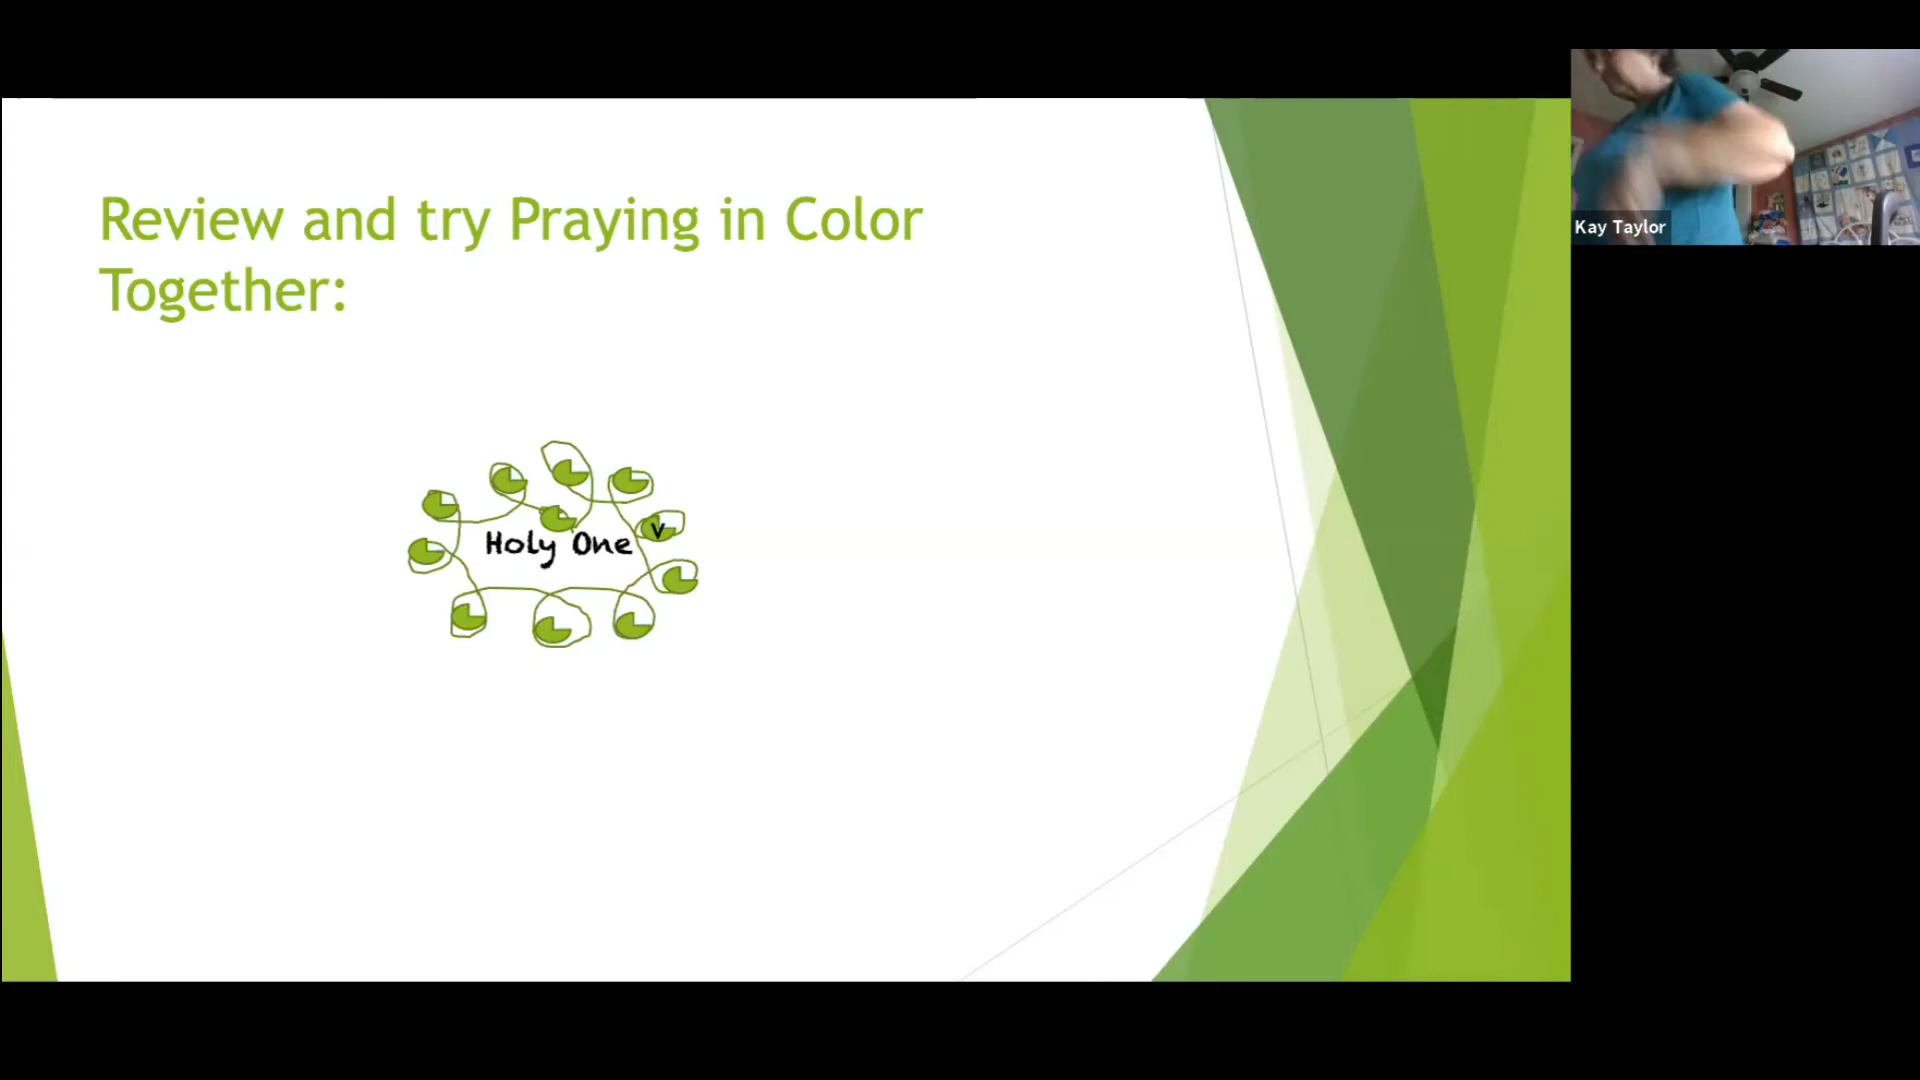 Review and try Praying in Color
Together:
Holy One
v
Kay Taylor